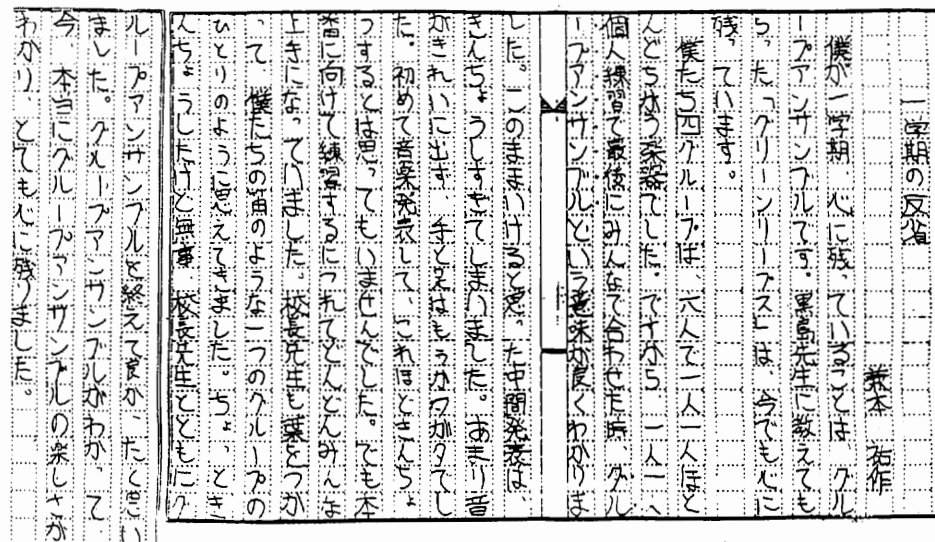 一学期の反省
本 祐作
僕が一学期、心に残っていることは、グル
ープアンサンブルです。黒島先生に教えても
らった「グリーンリーブス」は、今でも心に
残っています。
僕たち四グループは、六人で一人一人ほと
んどちがう楽器でした。ですから、一人一人
個人練習で最後にみんなで合わせた時、グル
ープアンサンブルという意味が良くわかりま
した。このままいけると思った中間発表は、
きんちょうしすぎてしまいました。あまり音
がきれいに出ず、手と足はもうガタガタでし
た。初めて音楽発表して、これほどきんちょ
うするとは思ってもいませんでした。でも本
番に向けて練習するにつれてどんどんみんな
上手になっていました。校長先生も葉をつか
って、僕たちの笛のような一つのグループの
ひとりのように思えてきました。ちょっとき
んちょうしたけど無事、校長先生とともにグ
ループアンサンブルを終えて良かったと思い
ました。グループアンサンブルがわかって
今、本当にグループアンサンブルの楽しさが
わかり、とても心に残りました。